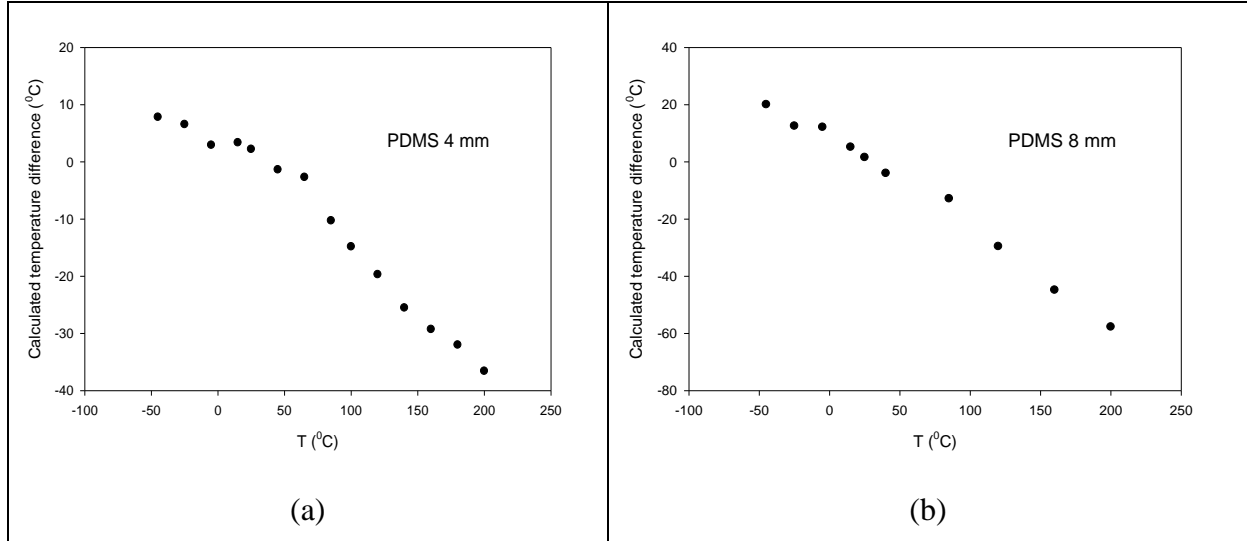 20
10
0
-10
-20
-30
-40
Calculated temperature difference (⁰C)
PDMS 4 mm
-100 -50 0 50 100 150 200 250
T (⁰C)
(a)
40
20
0
-20
-40
-60
-80
Calculated temperature difference (⁰C)
PDMS 8 mm
-100 -50 0 50 100 150 200 250
T (⁰C)
(b)